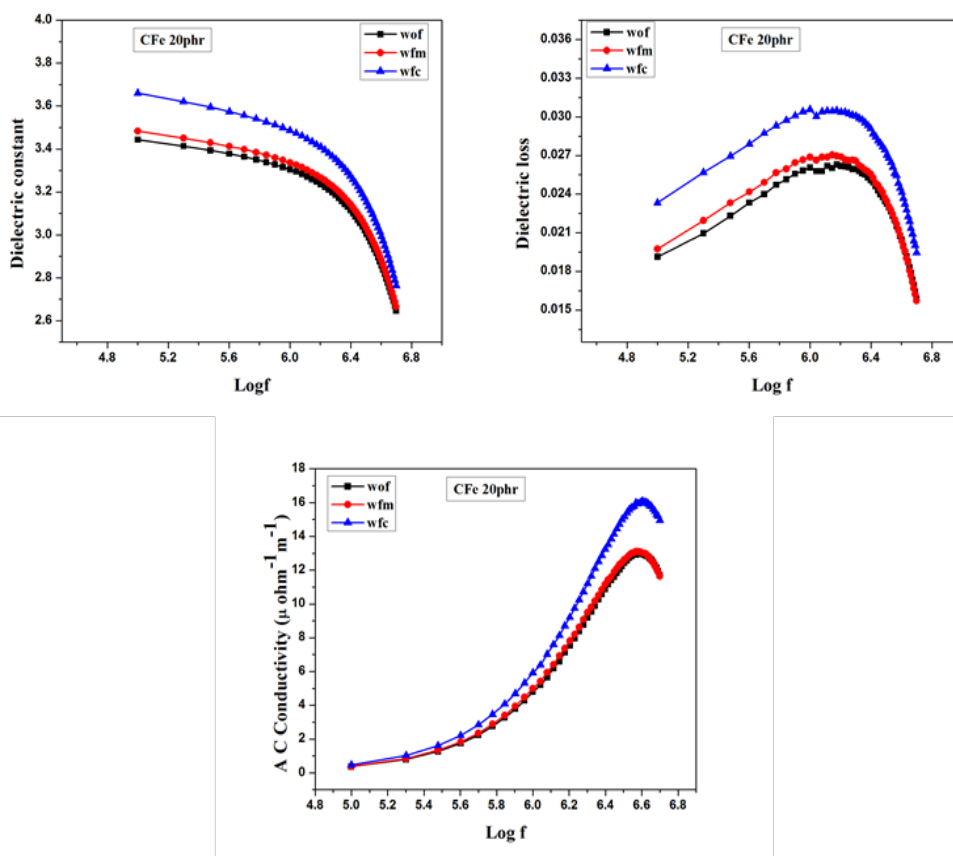 CFe 20phr
wof
wfm
wfc
Dielectric constant
4.0
3.8
3.6
3.4
3.2
3.0
2.8
2.6
4.8 5.2 5.6 6.0 6.4 6.8
Logf
CFe 20phr
wof
wfm
wfc
Dielectric loss
0.036
0.033
0.030
0.027
0.024
0.021
0.018
0.015
4.8 5.2 5.6 6.0 6.4 6.8
Log f
CFe 20phr
wof
wfm
wfc
A C Conductivity (μ ohm⁻¹ m⁻¹)
18
16
14
12
10
8
6
4
2
0
4.8 5.0 5.2 5.4 5.6 5.8 6.0 6.2 6.4 6.6 6.8
Log f